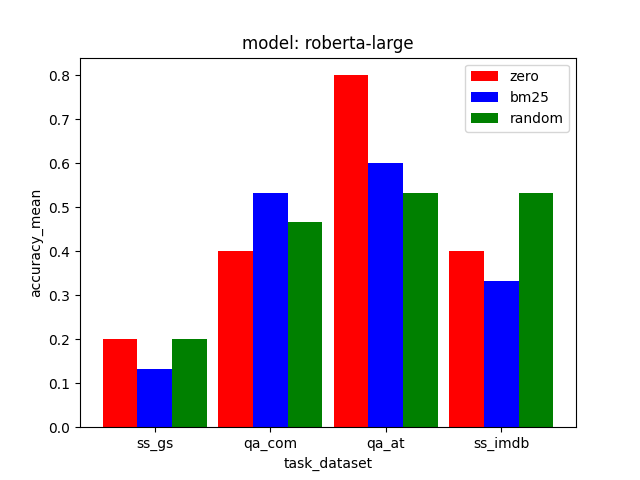 model: roberta-large
zero
bm25
random
accuracy_mean
0.8
0.7
0.6
0.5
0.4
0.3
0.2
0.1
0.0
ss_gs qa_com qa_at ss_imdb
task_dataset